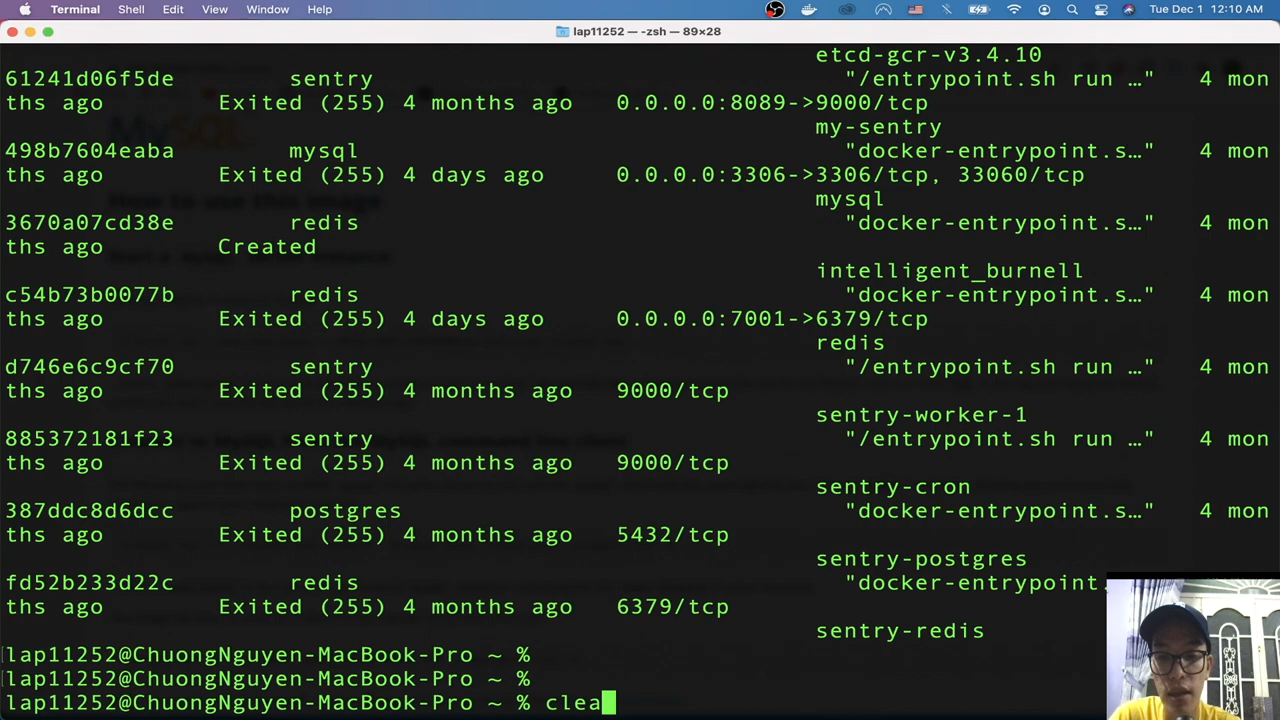 Terminal Shell Edit View Window Help Tue Dec 1 12:10 AM
lap11252 — -zsh — 89×28
etcd-gcr-v3.4.10
61241d06f5de sentry "/entrypoint.sh run …" 4 mon
ths ago Exited (255) 4 months ago 0.0.0.0:8089->9000/tcp
my-sentry
498b7604eaba mysql "docker-entrypoint.s…" 4 mon
ths ago Exited (255) 4 days ago 0.0.0.0:3306->3306/tcp, 33060/tcp
mysql
3670a07cd38e redis "docker-entrypoint.s…" 4 mon
ths ago Created
intelligent_burnell
c54b73b0077b redis "docker-entrypoint.s…" 4 mon
ths ago Exited (255) 4 days ago 0.0.0.0:7001->6379/tcp
redis
d746e6c9cf70 sentry "/entrypoint.sh run …" 4 mon
ths ago Exited (255) 4 months ago 9000/tcp
sentry-worker-1
885372181f23 sentry "/entrypoint.sh run …" 4 mon
ths ago Exited (255) 4 months ago 9000/tcp
sentry-cron
387ddc8d6dcc postgres "docker-entrypoint.s…" 4 mon
ths ago Exited (255) 4 months ago 5432/tcp
sentry-postgres
fd52b233d22c redis "docker-entrypoint.
ths ago Exited (255) 4 months ago 6379/tcp
sentry-redis
lap11252@ChuongNguyen-MacBook-Pro ~ %
lap11252@ChuongNguyen-MacBook-Pro ~ %
lap11252@ChuongNguyen-MacBook-Pro ~ % clea